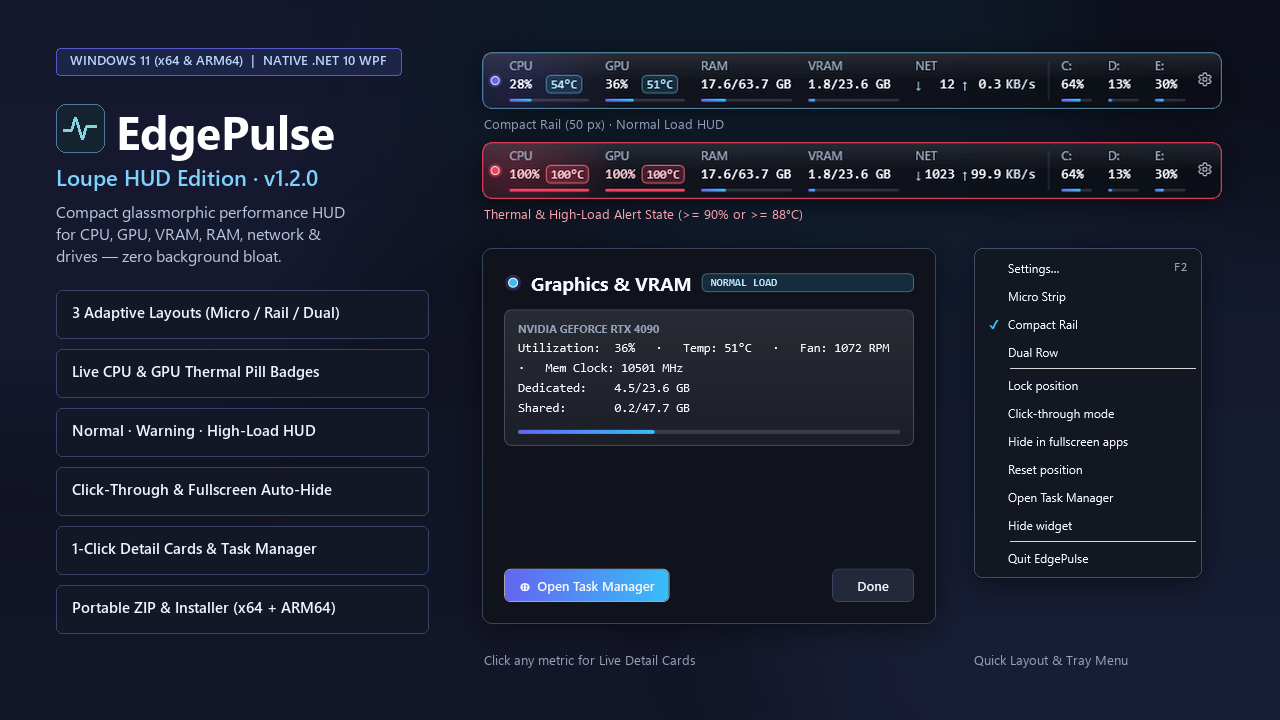 WINDOWS 11 (x64 & ARM64) | NATIVE .NET 10 WPF
EdgePulse
Loupe HUD Edition · v1.2.0
Compact glassmorphic performance HUD
for CPU, GPU, VRAM, RAM, network &
drives — zero background bloat.
3 Adaptive Layouts (Micro / Rail / Dual)
Live CPU & GPU Thermal Pill Badges
Normal · Warning · High-Load HUD
Click-Through & Fullscreen Auto-Hide
1-Click Detail Cards & Task Manager
Portable ZIP & Installer (x64 + ARM64)
CPU GPU RAM VRAM NET C: D: E:
28% 54°C 36% 51°C 17.6/63.7 GB 1.8/23.6 GB ↓ 12 ↑ 0.3 KB/s 64% 13% 30%
Compact Rail (50 px) · Normal Load HUD
CPU GPU RAM VRAM NET C: D: E:
100% 100°C 100% 100°C 17.6/63.7 GB 1.8/23.6 GB ↓1023 ↑99.9 KB/s 64% 13% 30%
Thermal & High-Load Alert State (>= 90% or >= 88°C)
Graphics & VRAM NORMAL LOAD
NVIDIA GEFORCE RTX 4090
Utilization: 36% · Temp: 51°C · Fan: 1072 RPM
· Mem Clock: 10501 MHz
Dedicated: 4.5/23.6 GB
Shared: 0.2/47.7 GB
Open Task Manager Done
Click any metric for Live Detail Cards
Settings... F2
Micro Strip
✓ Compact Rail
Dual Row
Lock position
Click-through mode
Hide in fullscreen apps
Reset position
Open Task Manager
Hide widget
Quit EdgePulse
Quick Layout & Tray Menu